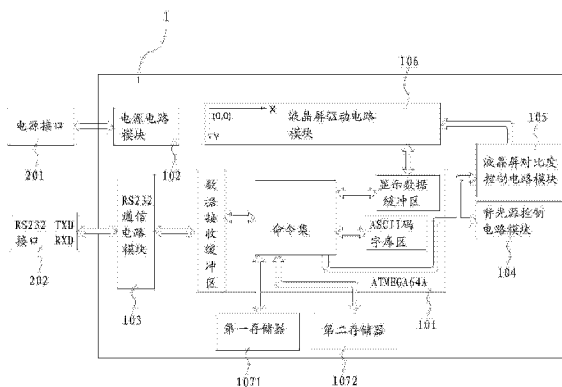 1
106
(0,0)
X
Y
液晶屏驱动电路
模块
105
电源接口
201
电源电路
模块
102
液晶屏对比度
控制电路模块
RS232
接口
TXD
RXD
202
RS232
通信
电路
模块
103
数据接收缓冲区
命令集
显示数据
缓冲区
ASCII码
字库区
背光源控制
电路模块
104
ATMEGA64A
101
第一存储器
1071
第二存储器
1072